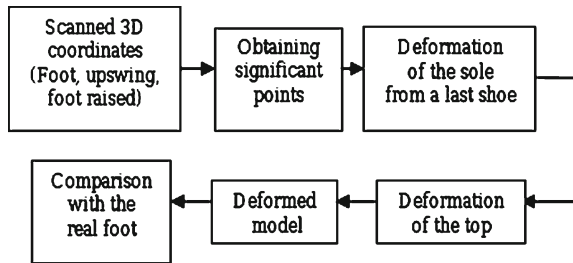 Scanned 3D
coordinates
(Foot, upswing,
foot raised)
Obtaining
significant
points
Deformation
of the sole
from a last shoe
Deformation
of the top
Deformed
model
Comparison
with the
real foot